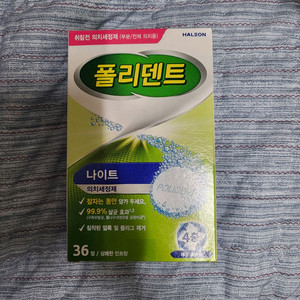 취침전 의치세정제 (부분/전체 의치용)
HALEON
폴리덴트
나이트
의치세정제
잠자는 동안 담가 두세요.
99.9% 살균 효과
침착된 얼룩 및 플라그 제거
36정 / 상쾌한 민트향